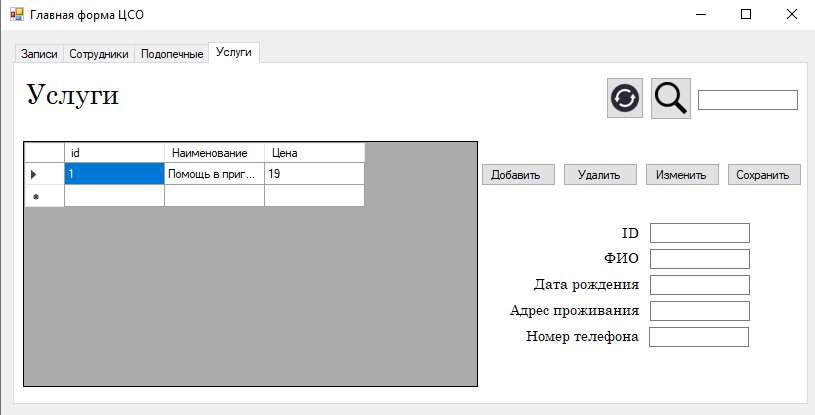 Главная форма ЦСО
Записи Сотрудники Подопечные Услуги
Услуги
id Наименование Цена
1 Помощь в приг... 19
Добавить Удалить Изменить Сохранить
ID
ФИО
Дата рождения
Адрес проживания
Номер телефона